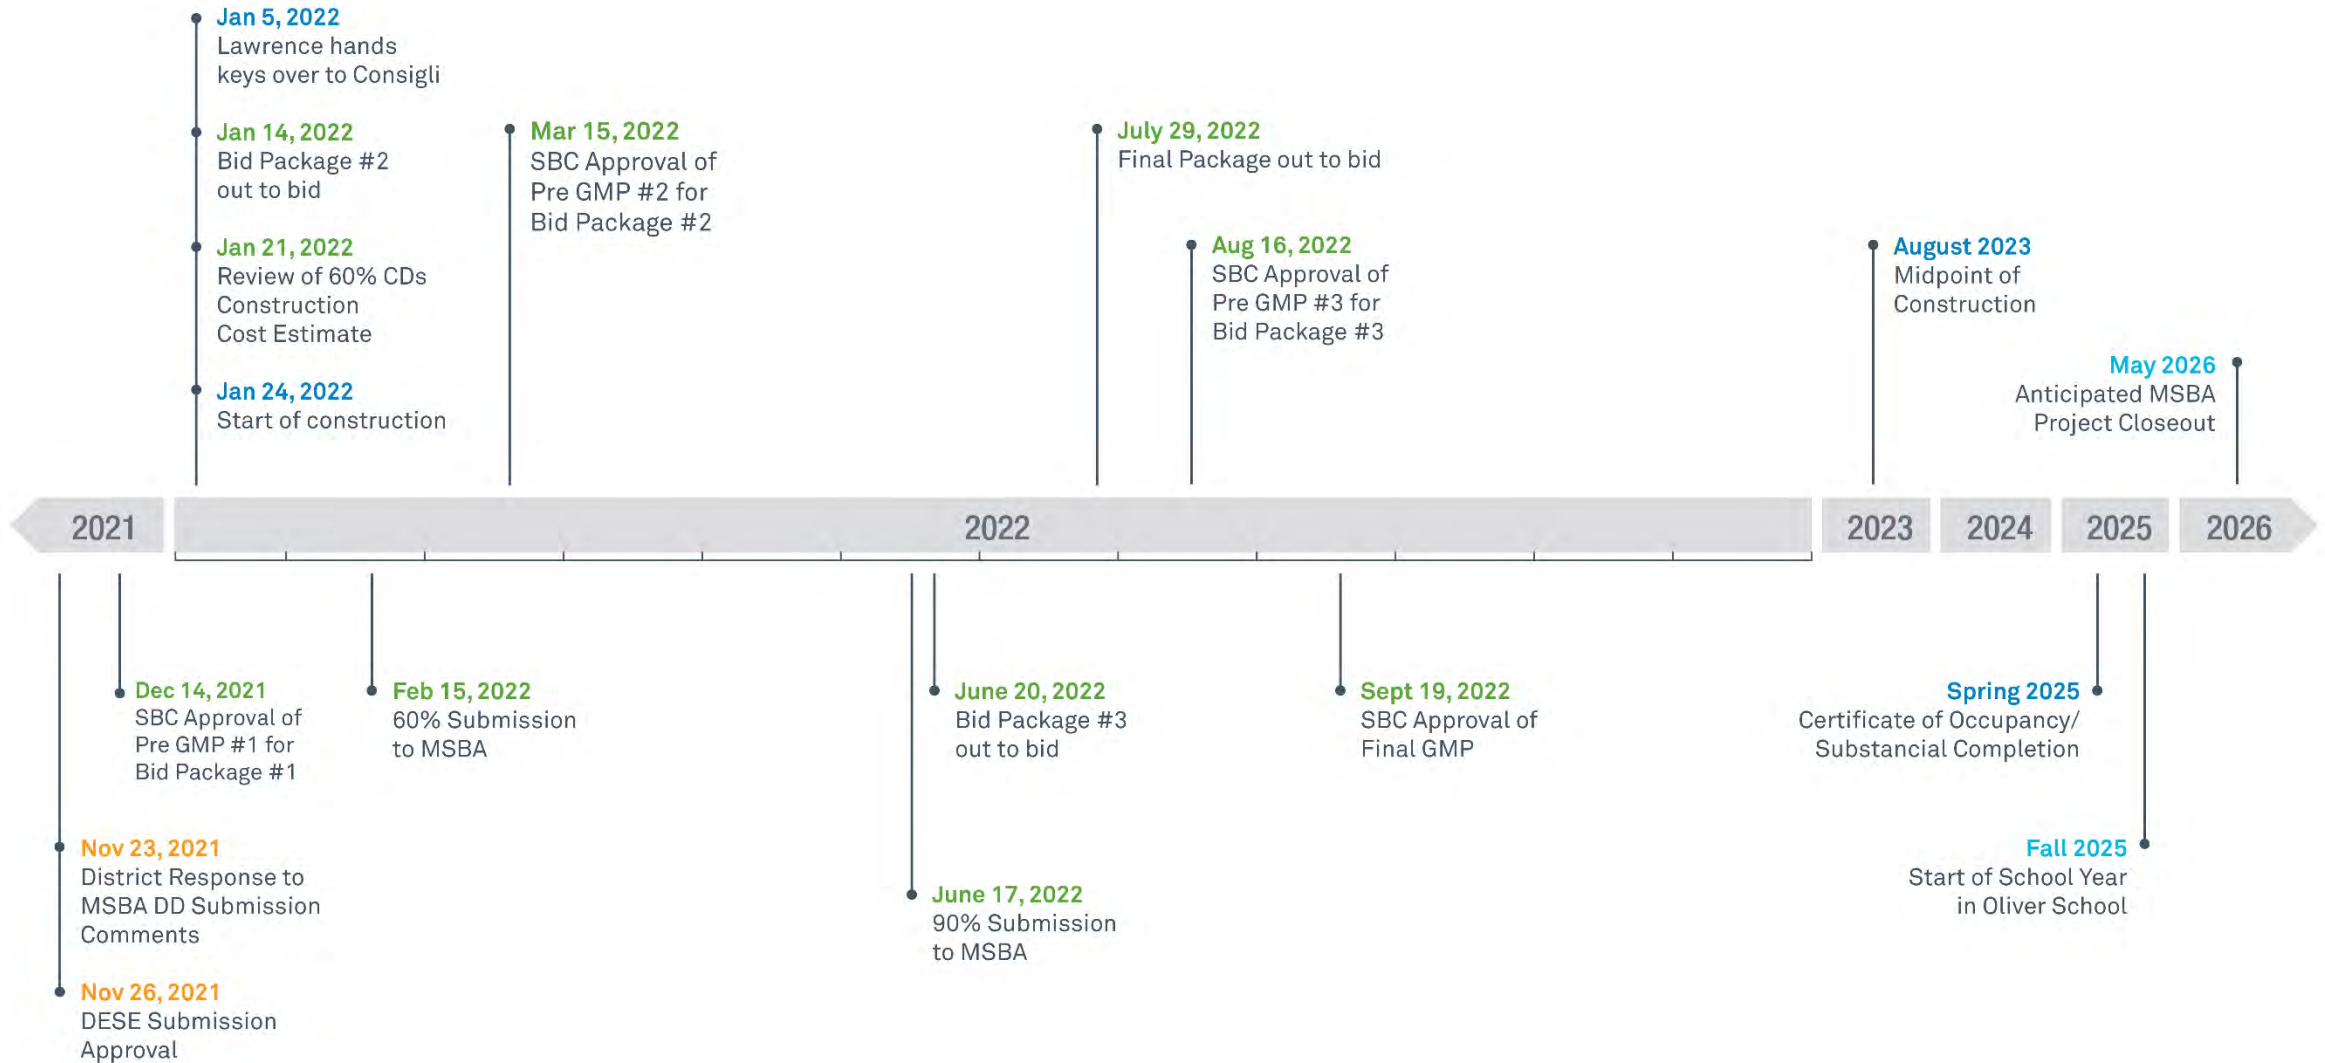 Jan 5, 2022
Lawrence hands
keys over to Consigli
Jan 14, 2022
Bid Package #2
out to bid
Jan 21, 2022
Review of 60% CDs
Construction
Cost Estimate
Jan 24, 2022
Start of construction
Mar 15, 2022
SBC Approval of
Pre GMP #2 for
Bid Package #2
July 29, 2022
Final Package out to bid
Aug 16, 2022
SBC Approval of
Pre GMP #3 for
Bid Package #3
August 2023
Midpoint of
Construction
May 2026
Anticipated MSBA
Project Closeout
2021
2022
2023
2024
2025
2026
Dec 14, 2021
SBC Approval of
Pre GMP #1 for
Bid Package #1
Nov 23, 2021
District Response to
MSBA DD Submission
Comments
Nov 26, 2021
DESE Submission
Approval
Feb 15, 2022
60% Submission
to MSBA
June 20, 2022
Bid Package #3
out to bid
June 17, 2022
90% Submission
to MSBA
Sept 19, 2022
SBC Approval of
Final GMP
Spring 2025
Certificate of Occupancy/
Substancial Completion
Fall 2025
Start of School Year
in Oliver School